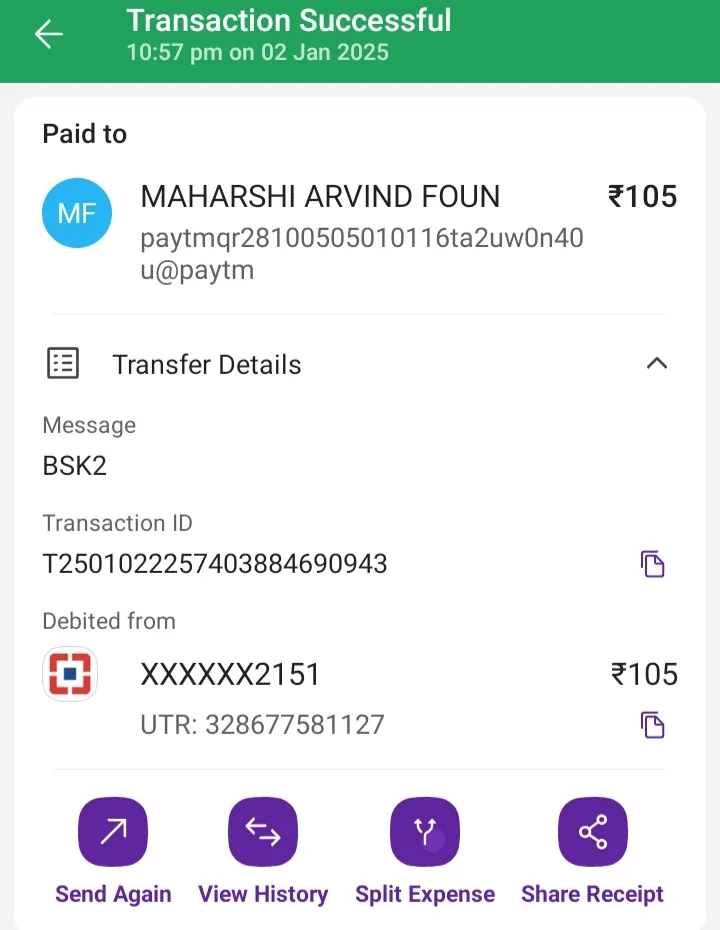 Transaction Successful
10:57 pm on 02 Jan 2025
Paid to
MF
MAHARSHI ARVIND FOUN
₹105
paytmqr28100505010116ta2uw0n40
u@paytm
Transfer Details
Message
BSK2
Transaction ID
T2501022257403884690943
Debited from
XXXXXX2151
₹105
UTR: 328677581127
Send Again
View History
Split Expense
Share Receipt